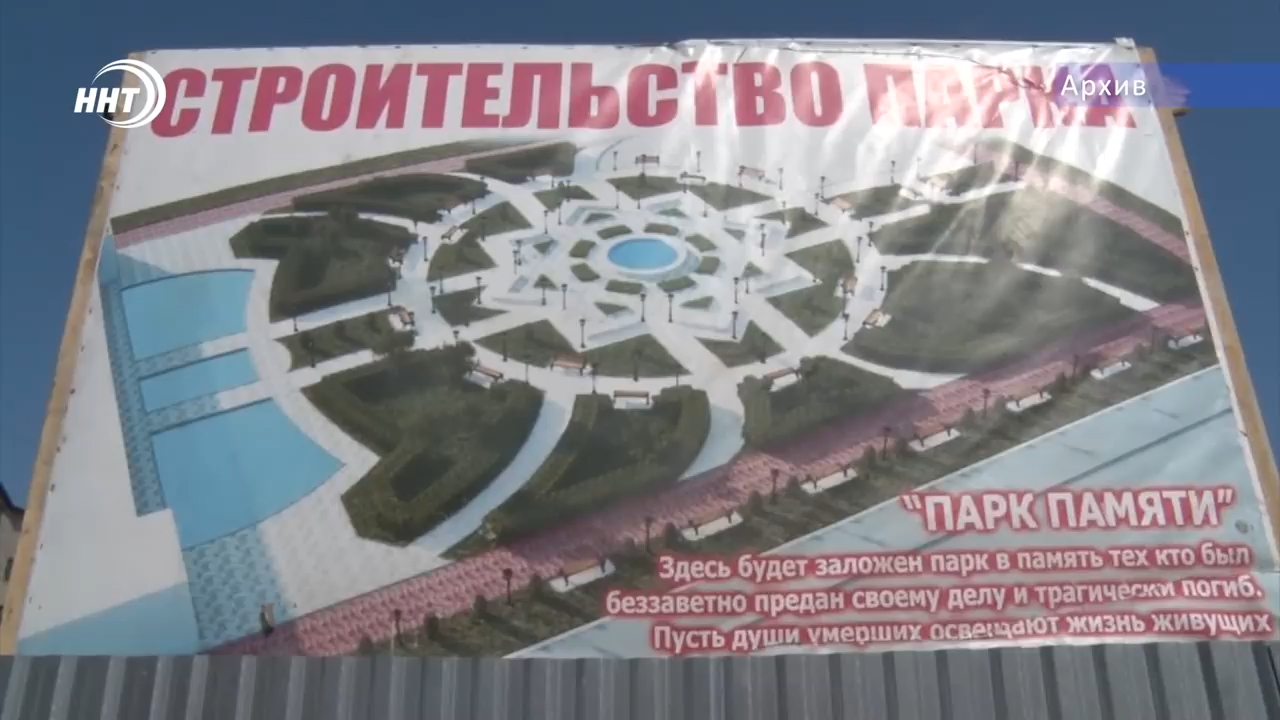 ННТ
СТРОИТЕЛЬСТВО ПАРКА
Архив
"ПАРК ПАМЯТИ"
Здесь будет заложен парк в память тех кто был
беззаветно предан своему делу и трагически погиб.
Пусть души умерших освещают жизнь живущих